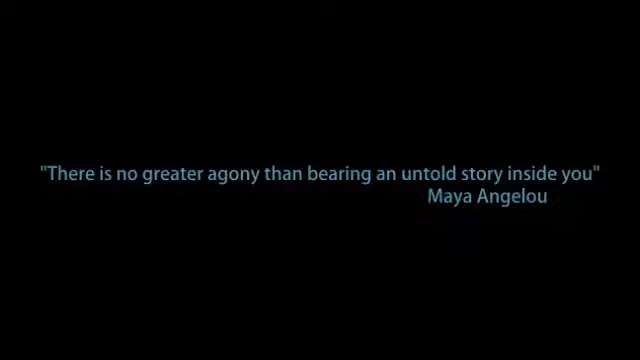 "There is no greater agony than bearing an untold story inside you"
Maya Angelou